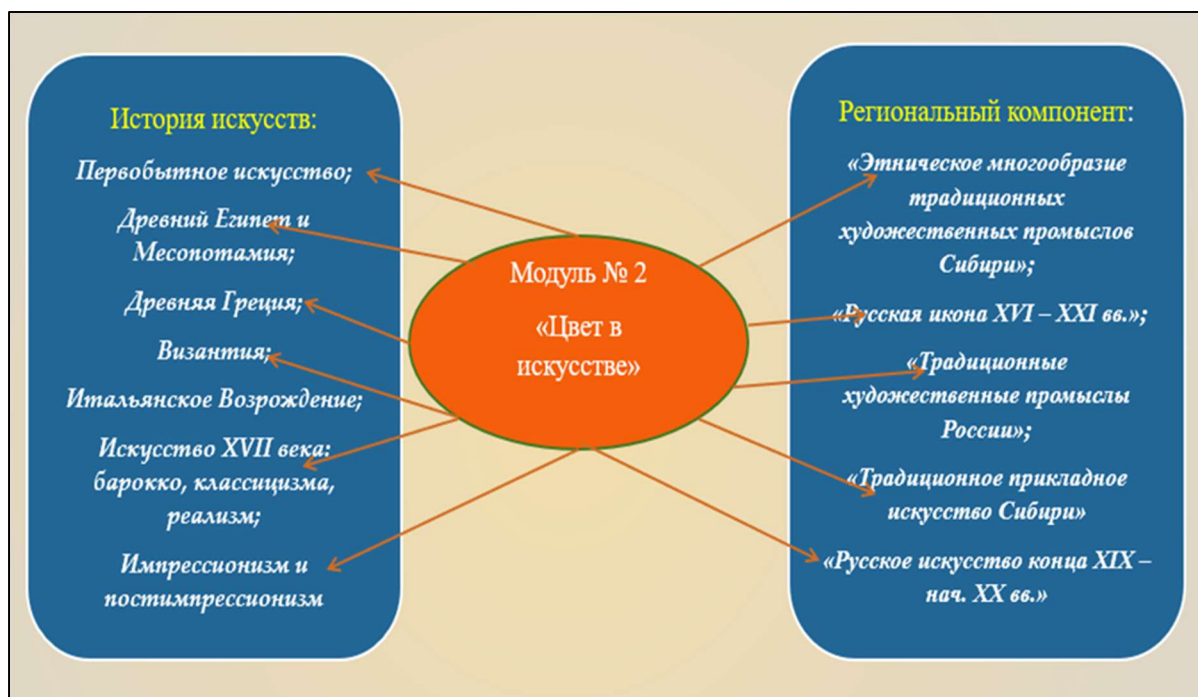 История искусств:
Первобытное искусство;
Древний Египет и
Месопотамия;
Древняя Греция;
Византия;
Итальянское Возрождение;
Искусство XVII века:
барокко, классицизма,
реализм;
Импрессионизм и
постимпрессионизм
Модуль № 2
«Цвет в
искусстве»
Региональный компонент:
«Этническое многообразие
традиционных
художественных промыслов
Сибири»;
«Русская икона XVI – XXI вв.»;
«Традиционные
художественные промыслы
России»;
«Традиционное прикладное
искусство Сибири»
«Русское искусство конца XIX –
нач. XX вв.»